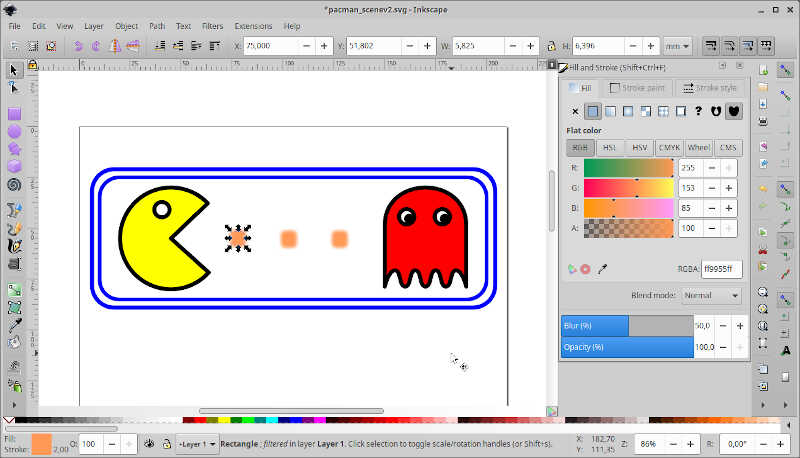 *pacman_scenev2.svg - Inkscape
File Edit View Layer Object Path Text Filters Extensions Help
X: 75,000 Y: 51,802 W: 5,825 H: 6,396 mm
Fill and Stroke (Shift+Ctrl+F)
Fill Stroke paint Stroke style
Flat color
RGB HSL HSV CMYK Wheel CMS
R: 255
G: 153
B: 85
A: 100
RGBA: ff9955ff
Blend mode: Normal
Blur (%) 50,0
Opacity (%) 100,0
Fill:
Stroke: 2,00
O: 100
Layer 1
Rectangle; filtered in layer Layer 1. Click selection to toggle scale/rotation handles (or Shift+s).
X: 182,70
Y: 111,35
Z: 86%
R: 0,00°